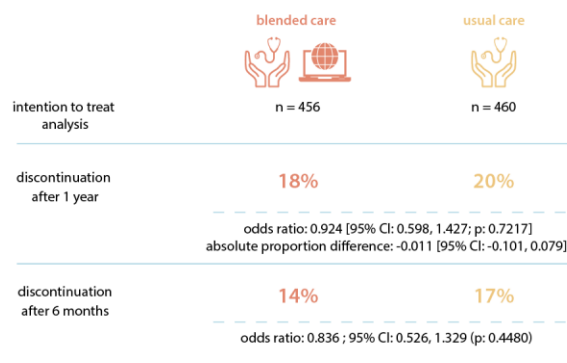 blended care
usual care
intention to treat
analysis
n = 456
n = 460
discontinuation
after 1 year
18%
20%
odds ratio: 0.924 [95% CI: 0.598, 1.427; p: 0.7217]
absolute proportion difference: -0.011 [95% CI: -0.101, 0.079]
discontinuation
after 6 months
14%
17%
odds ratio: 0.836 ; 95% CI: 0.526, 1.329 (p: 0.4480)